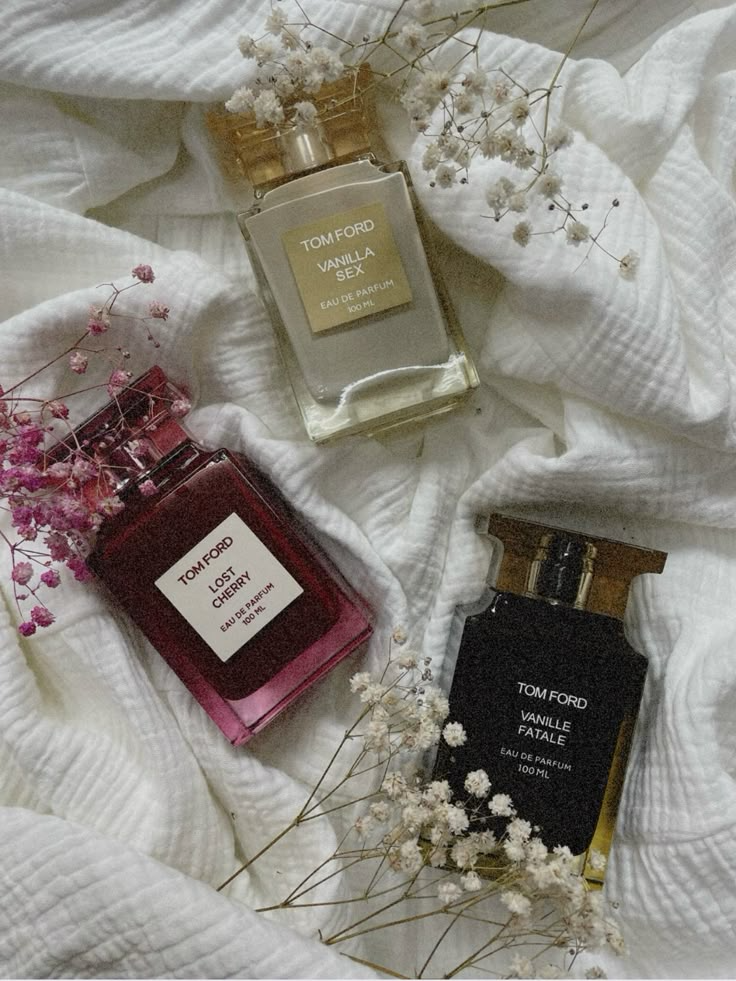 TOM FORD
VANILLA
SEX
EAU DE PARFUM
100 ML
TOM FORD
LOST
CHERRY
EAU DE PARFUM
100 ML
TOM FORD
VANILLE
FATALE
EAU DE PARFUM
100 ML